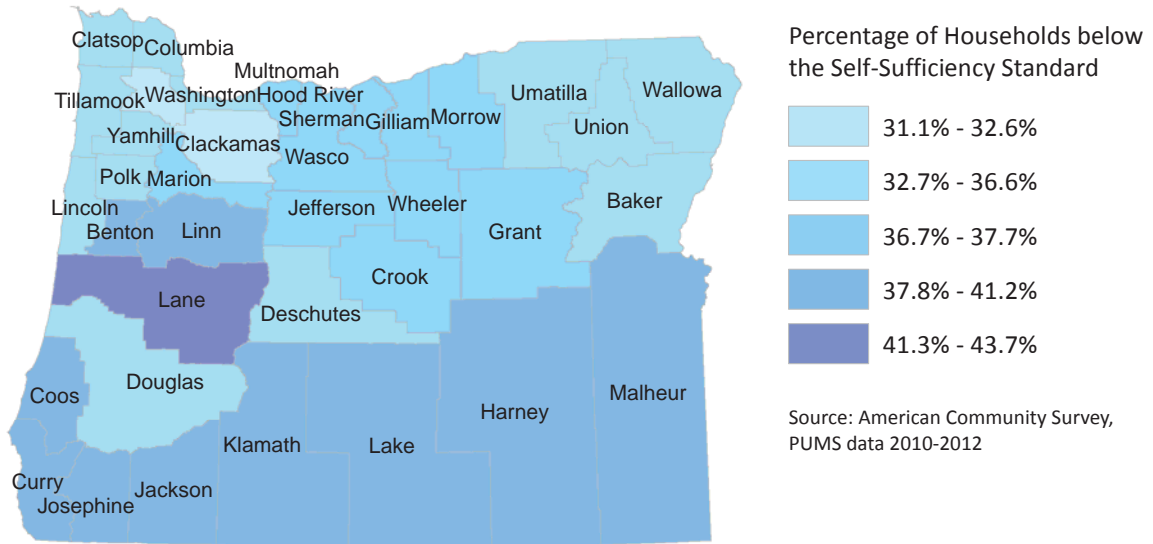 Clatsop
Columbia
Multnomah
Tillamook
Washington
Hood River
Sherman
Gilliam
Morrow
Umatilla
Wallowa
Union
Yamhill
Clackamas
Wasco
Polk
Marion
Lincoln
Benton
Linn
Jefferson
Wheeler
Grant
Baker
Crook
Lane
Deschutes
Douglas
Coos
Malheur
Harney
Klamath
Lake
Curry
Josephine
Jackson
Percentage of Households below
the Self-Sufficiency Standard
31.1% - 32.6%
32.7% - 36.6%
36.7% - 37.7%
37.8% - 41.2%
41.3% - 43.7%
Source: American Community Survey,
PUMS data 2010-2012